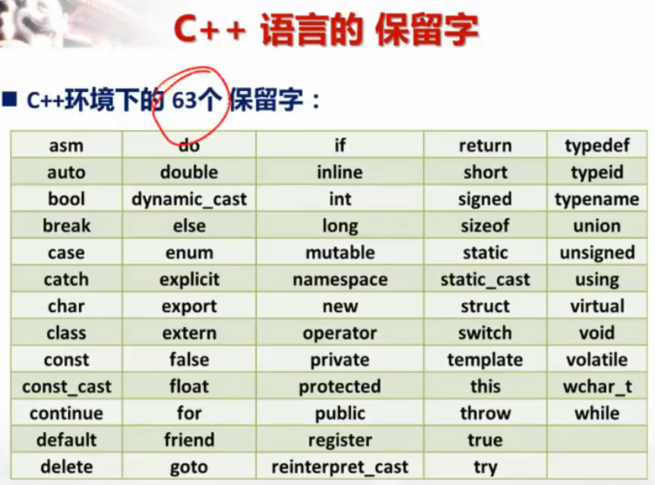 C++ 语言的 保留字
■ C++环境下的 63个 保留字：
asm do if return typedef
auto double inline short typeid
bool dynamic_cast int signed typename
break else long sizeof union
case enum mutable static unsigned
catch explicit namespace static_cast using
char export new struct virtual
class extern operator switch void
const false private template volatile
const_cast float protected this wchar_t
continue for public throw while
default friend register true
delete goto reinterpret_cast try